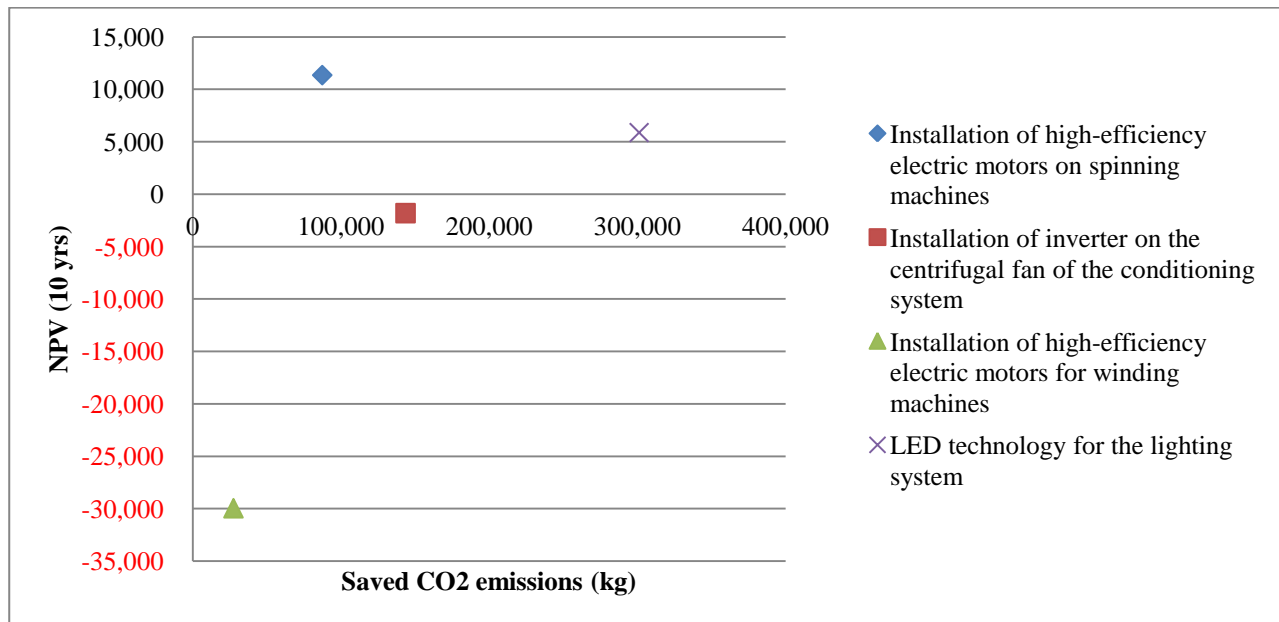 15,000
10,000
5,000
0
-5,000
-10,000
-15,000
-20,000
-25,000
-30,000
-35,000
NPV (10 yrs)
0 100,000 200,000 300,000 400,000
Saved CO2 emissions (kg)
Installation of high-efficiency
electric motors on spinning
machines
Installation of inverter on the
centrifugal fan of the conditioning
system
Installation of high-efficiency
electric motors for winding
machines
LED technology for the lighting
system